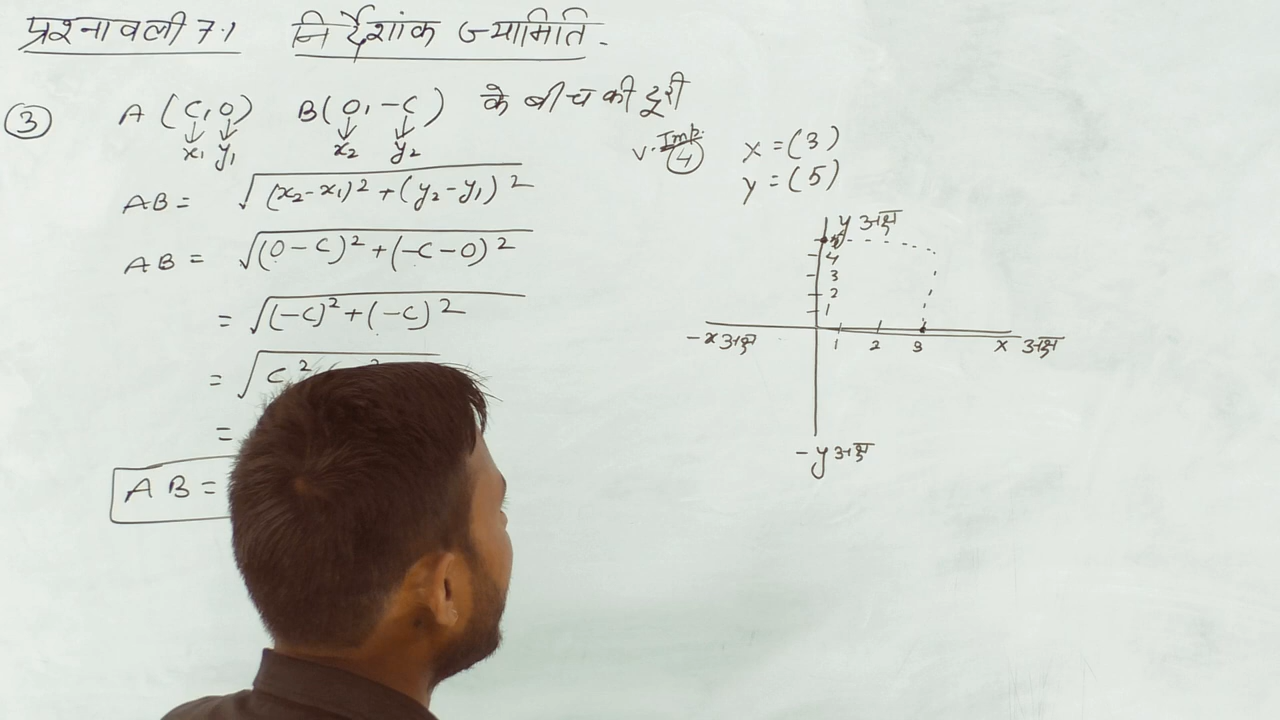 प्रश्नावली 7.1 निर्देशांक ज्यामिति -
③ A (C, 0) B(0, -C) के बीच की दूरी
x₁ y₁ x₂ y₂
AB = √(x₂-x₁)² + (y₂-y₁)²
AB = √(0-C)² + (-C-0)²
= √(-C)² + (-C)²
= √C²
=
AB =
V. Imp. ④ x = (3)
y = (5)
y अक्ष
4
3
2
1
-x अक्ष 1 2 3 x अक्ष
-y अक्ष